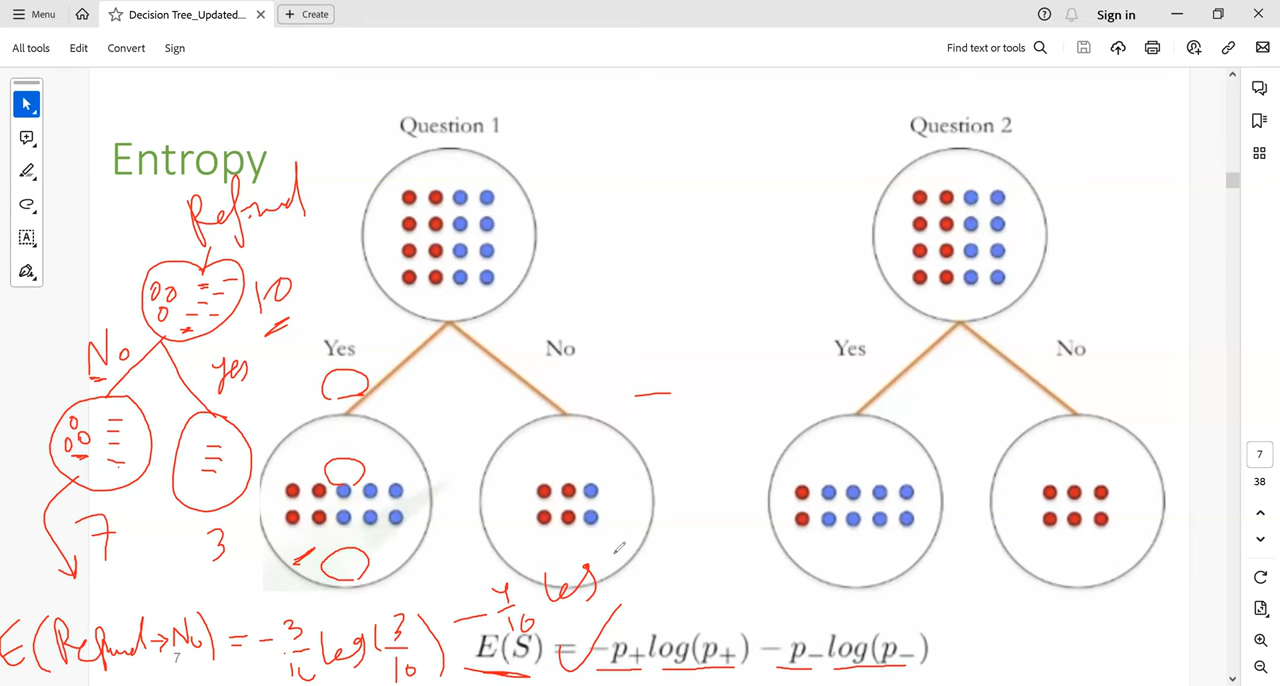 Menu
Decision Tree_Updated...
Create
Sign in
All tools
Edit
Convert
Sign
Find text or tools
Question 1
Question 2
Entropy
Refund
10
No
Yes
Yes
No
Yes
No
7
3
7
38
E(Refund→No) = -3/10 log(3/10) - 4/10 log
E(S) = -p₊log(p₊) - p₋log(p₋)
7